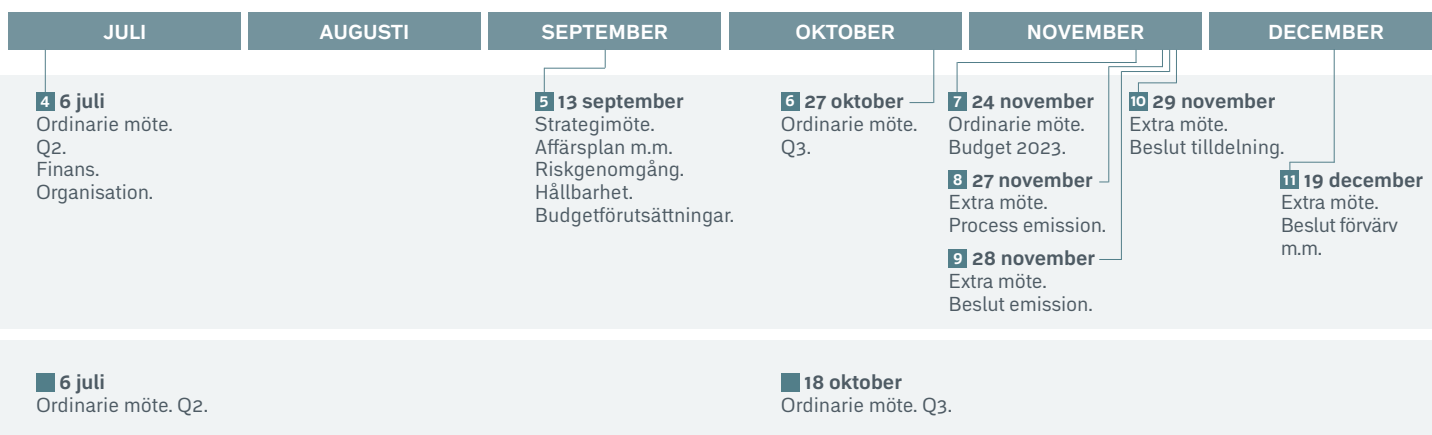 JULI
AUGUSTI
SEPTEMBER
OKTOBER
NOVEMBER
DECEMBER
4 6 juli
Ordinarie möte.
Q2.
Finans.
Organisation.
5 13 september
Strategimöte.
Affärsplan m.m.
Riskgenomgång.
Hållbarhet.
Budgetförutsättningar.
6 27 oktober
Ordinarie möte.
Q3.
7 24 november
Ordinarie möte.
Budget 2023.
8 27 november
Extra möte.
Process emission.
9 28 november
Extra möte.
Beslut emission.
10 29 november
Extra möte.
Beslut tilldelning.
11 19 december
Extra möte.
Beslut förvärv
m.m.
6 juli
Ordinarie möte. Q2.
18 oktober
Ordinarie möte. Q3.